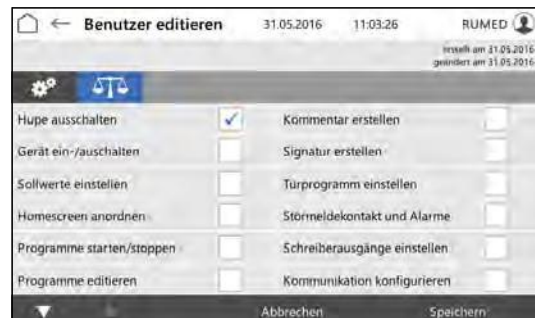 Benutzer editieren 31.05.2016 11:03:26 RUMED
erstellt am 31.05.2016
geändert am 31.05.2016
Hupe ausschalten Kommentar erstellen
Gerät ein-/auschalten Signatur erstellen
Sollwerte einstellen Türprogramm einstellen
Homescreen anordnen Störmeldekontakt und Alarme
Programme starten/stoppen Schreiberausgänge einstellen
Programme editieren Kommunikation konfigurieren
Abbrechen Speichern